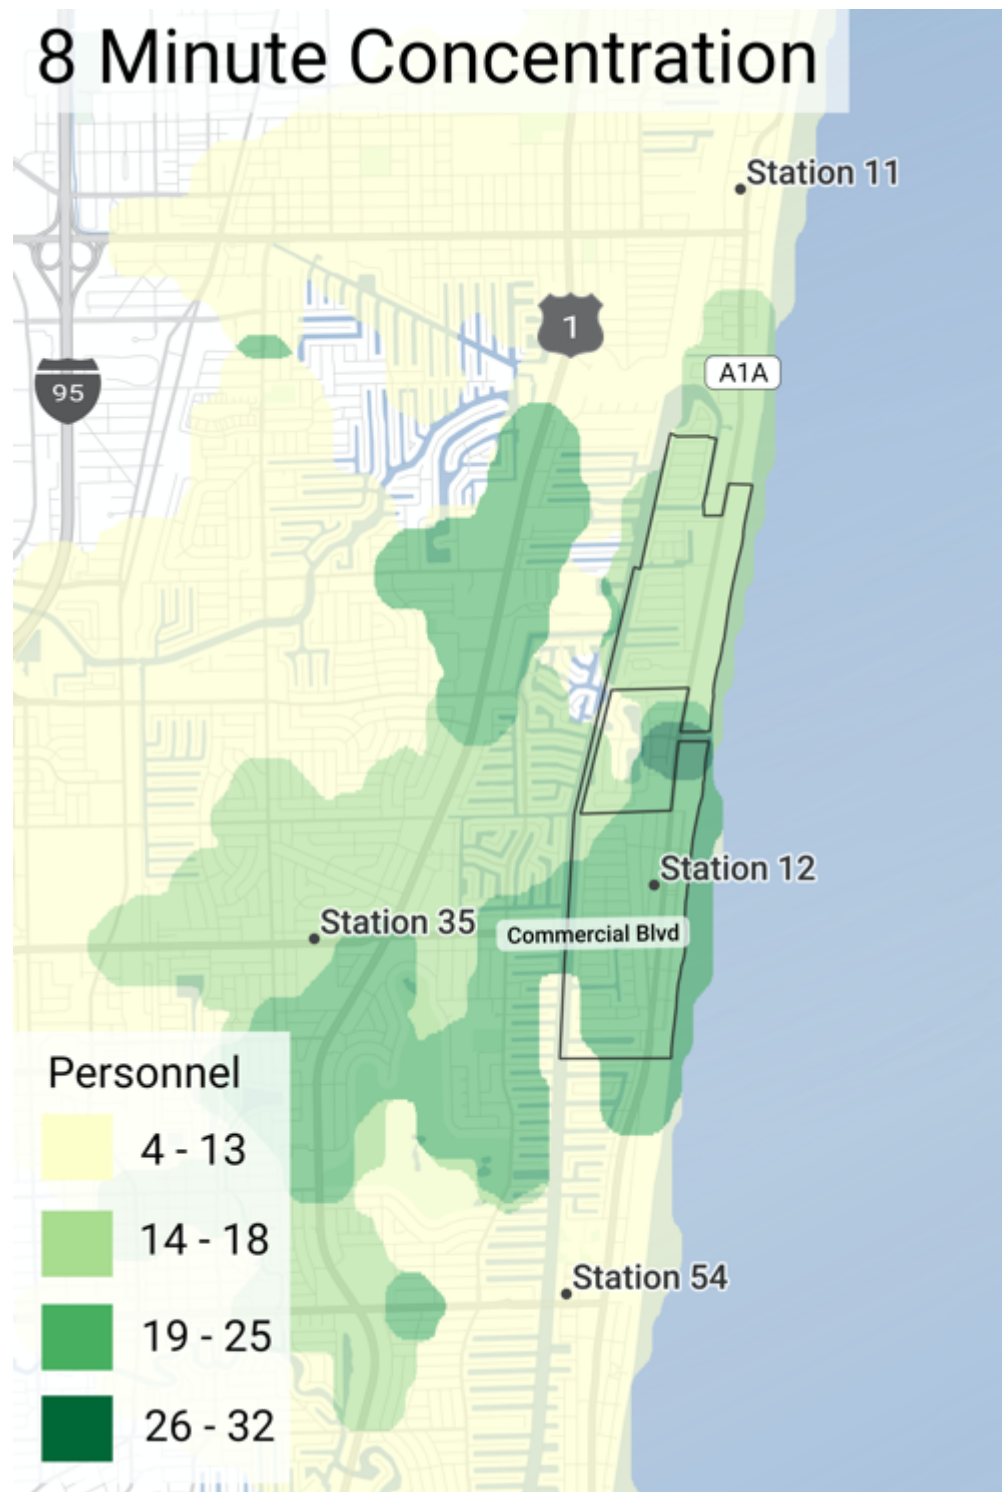 8 Minute Concentration
Station 11
1
A1A
95
Station 12
Station 35
Commercial Blvd
Personnel
4 - 13
14 - 18
Station 54
19 - 25
26 - 32